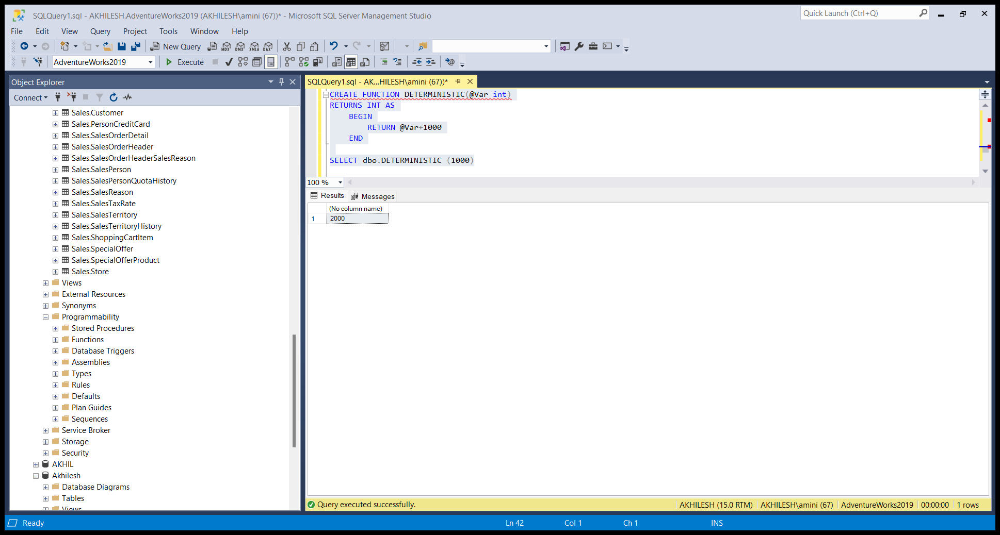 SQLQuery1.sql - AKHILESH.AdventureWorks2019 (AKHILESH\amini (67))* - Microsoft SQL Server Management Studio
Quick Launch (Ctrl+Q)
File Edit View Query Project Tools Window Help
New Query MDX DMX XMLA DAX
AdventureWorks2019 Execute
Object Explorer
Connect
Sales.Customer
Sales.PersonCreditCard
Sales.SalesOrderDetail
Sales.SalesOrderHeader
Sales.SalesOrderHeaderSalesReason
Sales.SalesPerson
Sales.SalesPersonQuotaHistory
Sales.SalesReason
Sales.SalesTaxRate
Sales.SalesTerritory
Sales.SalesTerritoryHistory
Sales.ShoppingCartItem
Sales.SpecialOffer
Sales.SpecialOfferProduct
Sales.Store
Views
External Resources
Synonyms
Programmability
Stored Procedures
Functions
Database Triggers
Assemblies
Types
Rules
Defaults
Plan Guides
Sequences
Service Broker
Storage
Security
AKHIL
Akhilesh
Database Diagrams
Tables
Views
SQLQuery1.sql - AK...HILESH\amini (67))*
CREATE FUNCTION DETERMINISTIC(@Var int)
RETURNS INT AS
BEGIN
RETURN @Var+1000
END
SELECT dbo.DETERMINISTIC (1000)
100 %
Results Messages
(No column name)
1 2000
Query executed successfully. AKHILESH (15.0 RTM) AKHILESH\amini (67) AdventureWorks2019 00:00:00 1 rows
Ready Ln 42 Col 1 Ch 1 INS